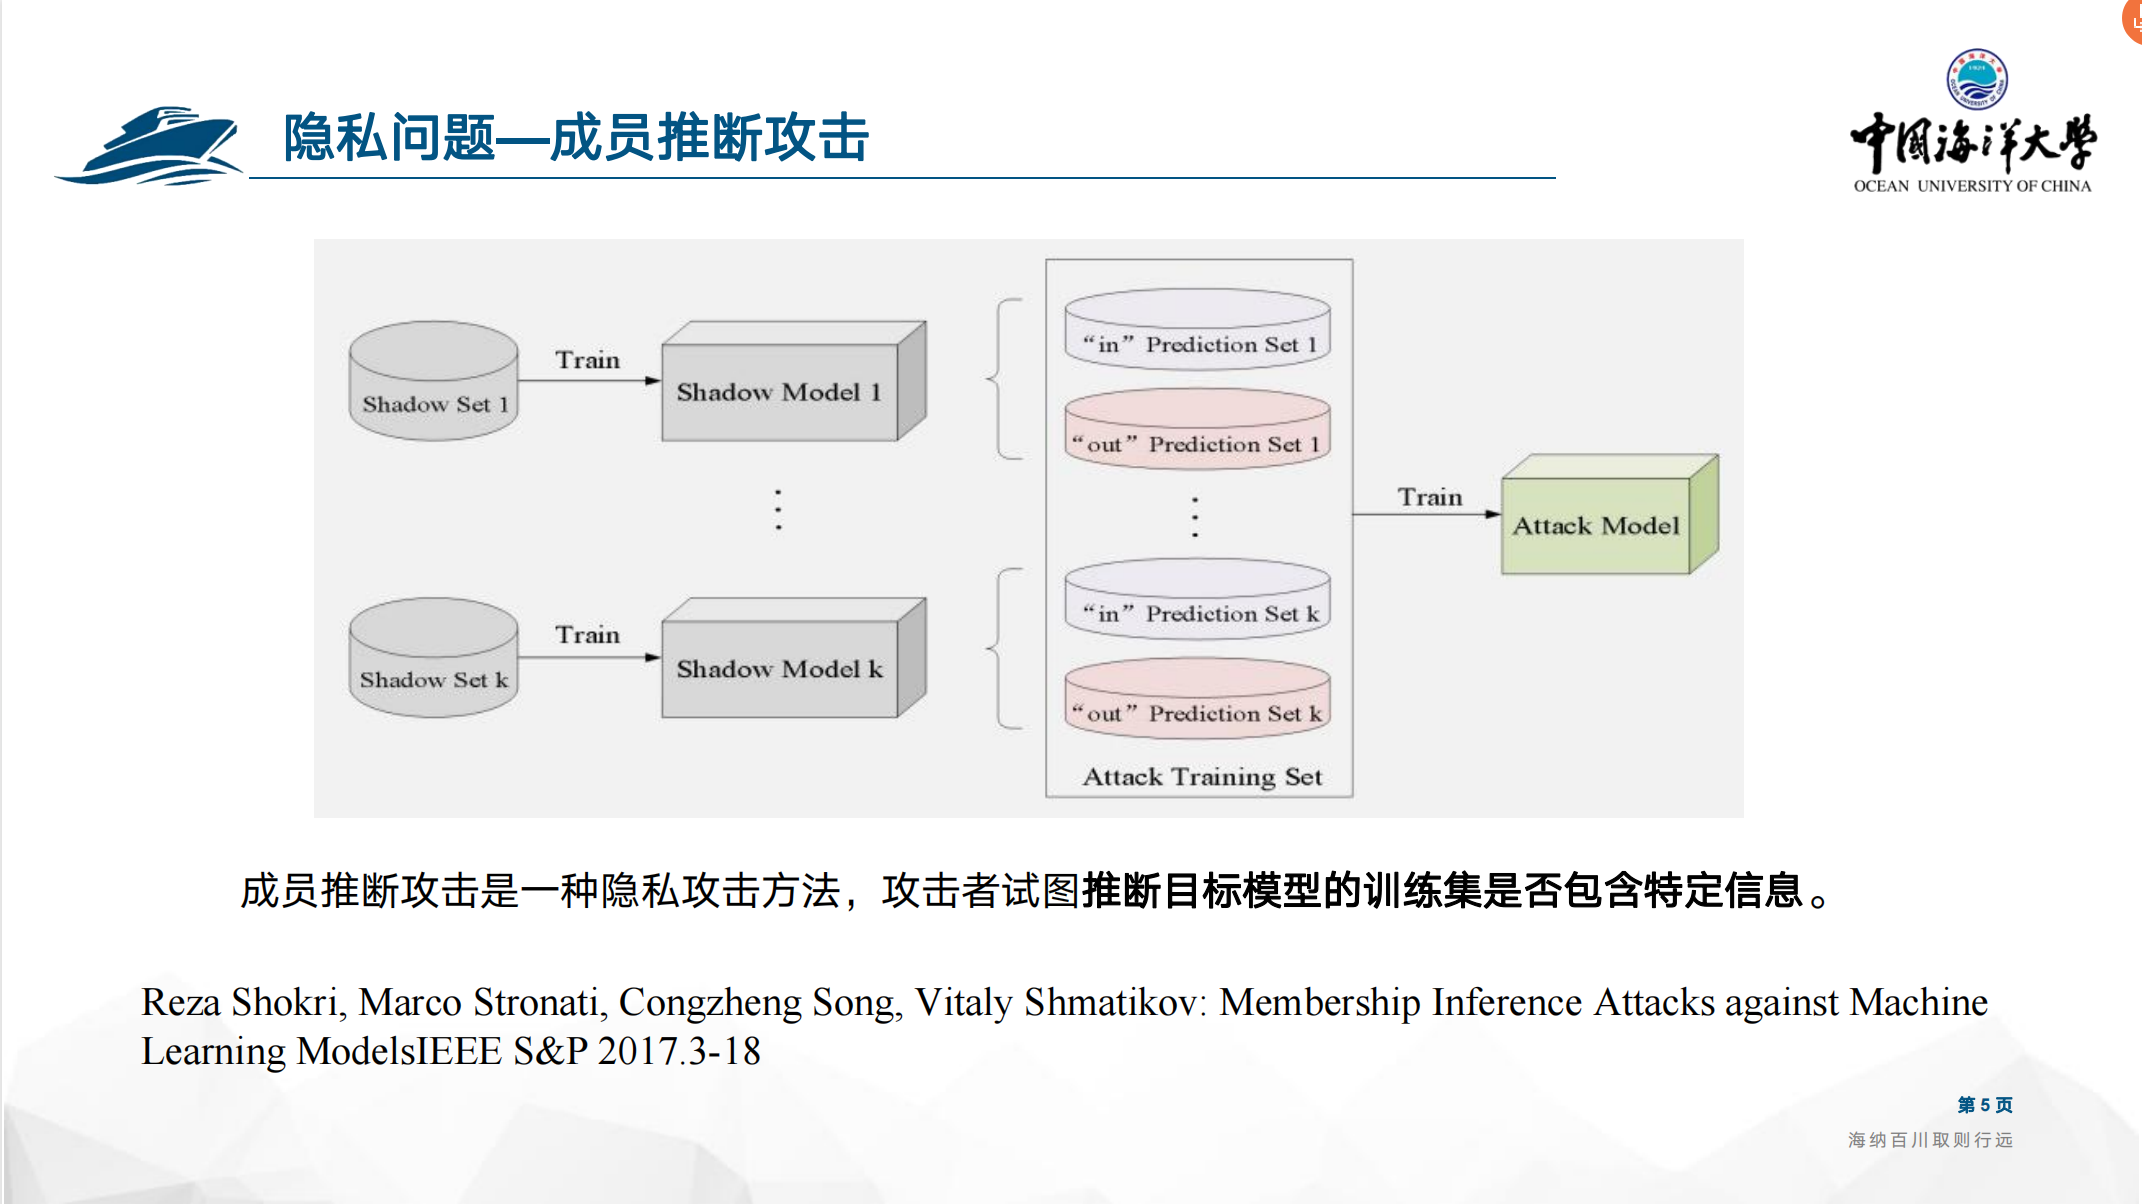 隐私问题—成员推断攻击
中国海洋大学
OCEAN UNIVERSITY OF CHINA
Shadow Set 1
Train
Shadow Model 1
“in” Prediction Set 1
“out” Prediction Set 1
Train
Attack Model
Shadow Set k
Train
Shadow Model k
“in” Prediction Set k
“out” Prediction Set k
Attack Training Set
成员推断攻击是一种隐私攻击方法，攻击者试图推断目标模型的训练集是否包含特定信息。
Reza Shokri, Marco Stronati, Congzheng Song, Vitaly Shmatikov: Membership Inference Attacks against Machine
Learning ModelsIEEE S&P 2017.3-18
第 5 页
海纳百川取则行远